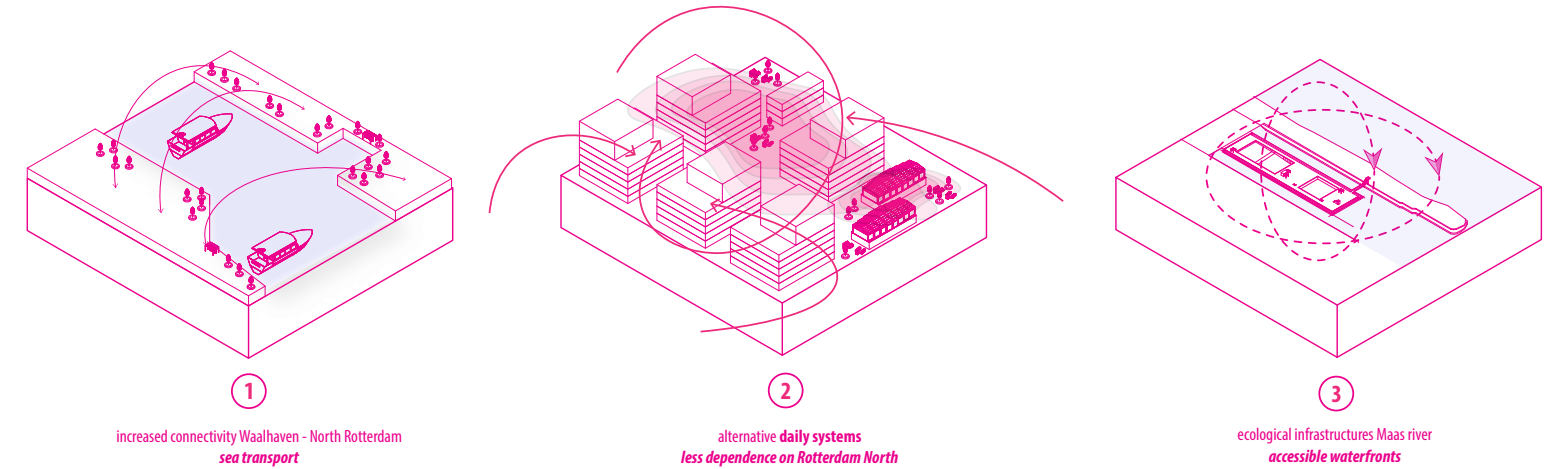 1
increased connectivity Waalhaven - North Rotterdam
sea transport
2
alternative daily systems
less dependence on Rotterdam North
3
ecological infrastructures Maas river
accessible waterfronts